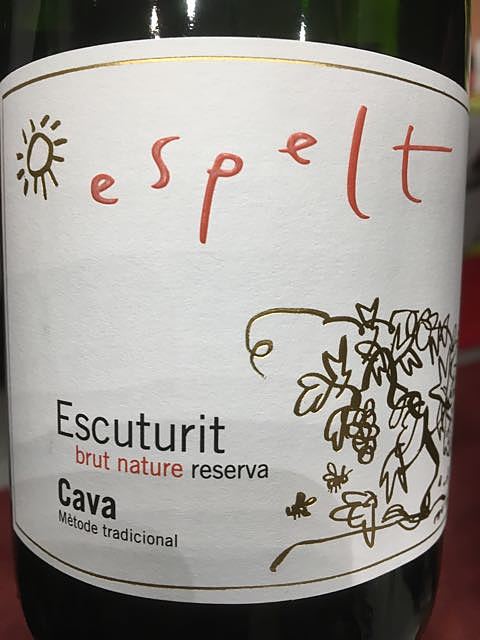 espelt
Escuturit
brut nature reserva
Cava
Mètode tradicional